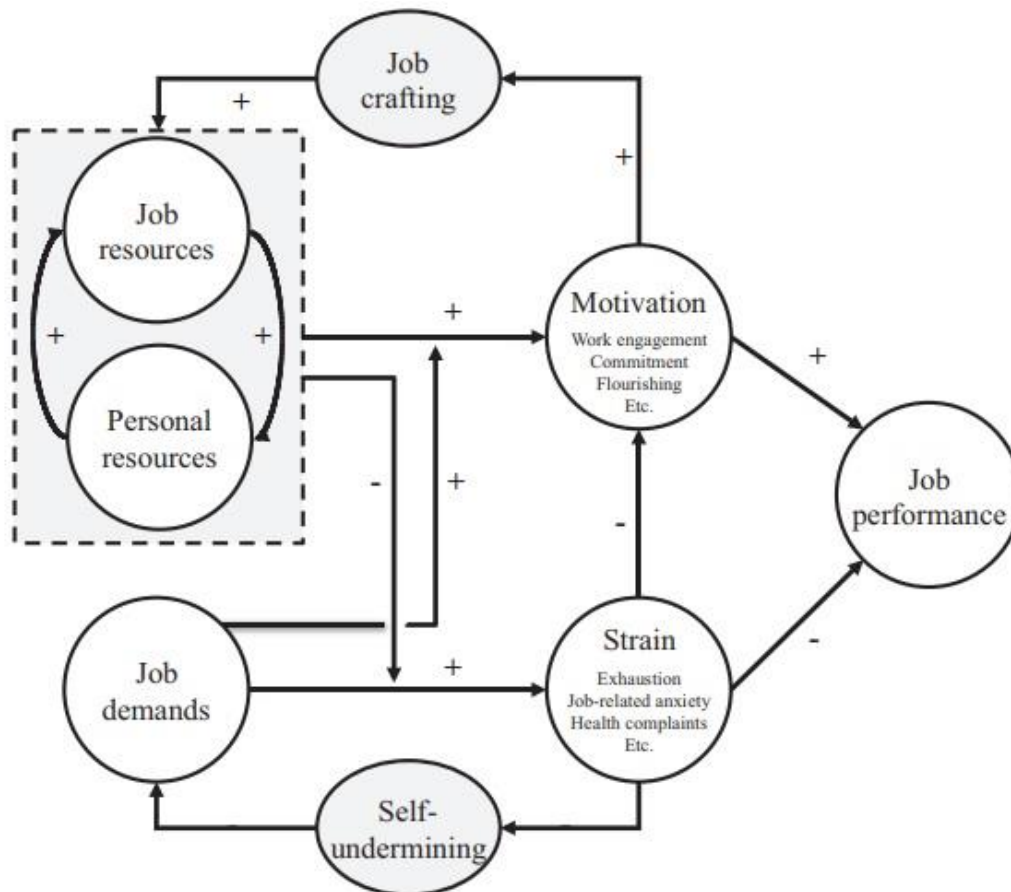 Job
crafting
+
+
Job
resources
+
+
Personal
resources
+
Motivation
Work engagement
Commitment
Flourishing
Etc.
+
Job
performance
-
+
-
Job
demands
+
Strain
Exhaustion
Job-related anxiety
Health complaints
Etc.
-
Self-
undermining